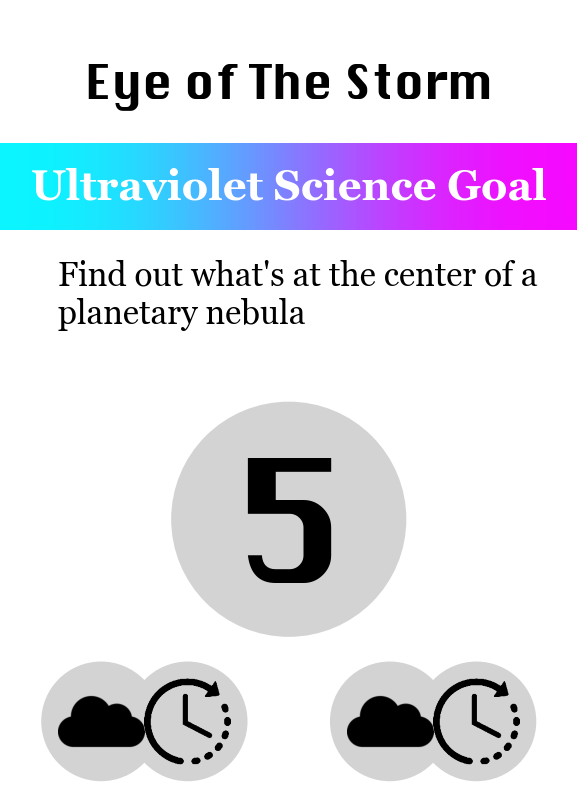 Eye of The Storm
Ultraviolet Science Goal
Find out what's at the center of a
planetary nebula
5